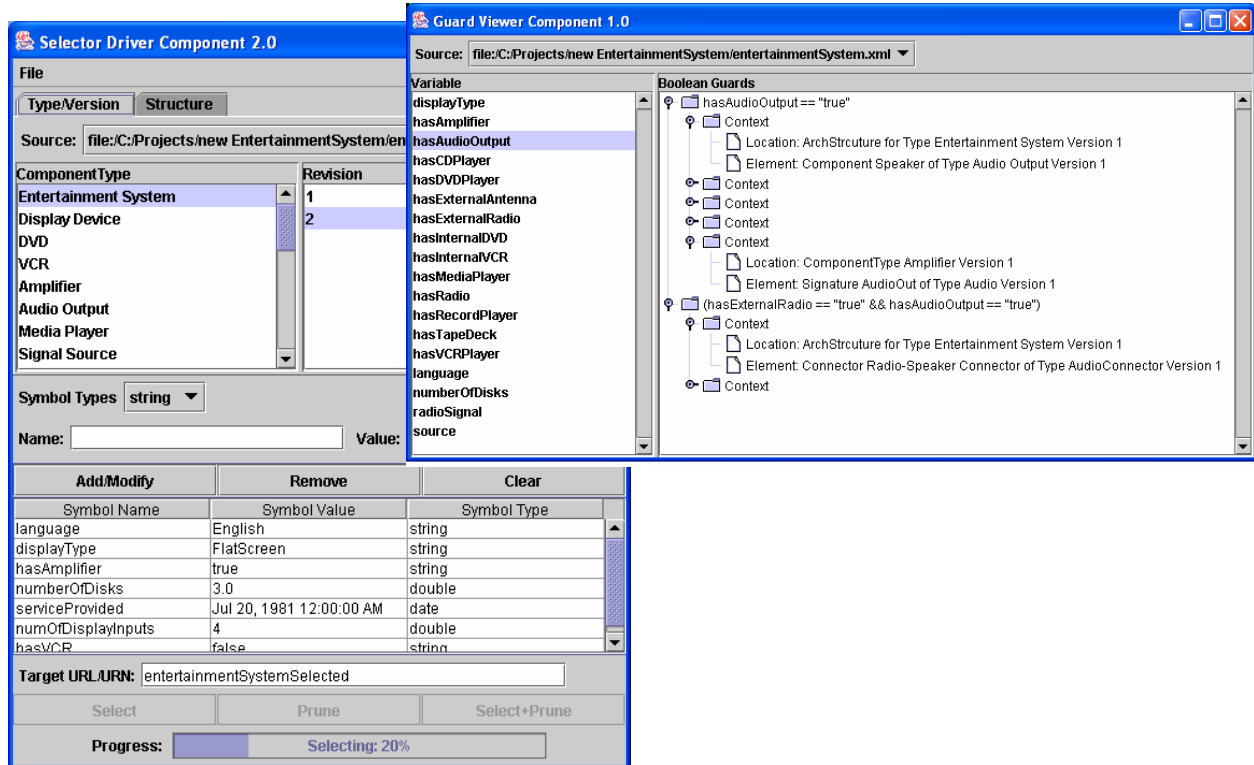 Selector Driver Component 2.0
File
Type/Version Structure
Source: file:/C:/Projects/new EntertainmentSystem/en
ComponentType Revision
Entertainment System 1
Display Device 2
DVD
VCR
Amplifier
Audio Output
Media Player
Signal Source
Symbol Types string
Name: Value:
Add/Modify Remove Clear
Symbol Name Symbol Value Symbol Type
language English string
displayType FlatScreen string
hasAmplifier true string
numberOfDisks 3.0 double
serviceProvided Jul 20, 1981 12:00:00 AM date
numOfDisplayInputs 4 double
hasVCR false string
Target URL/URN: entertainmentSystemSelected
Select Prune Select+Prune
Progress: Selecting: 20%
Guard Viewer Component 1.0
Source: file:/C:/Projects/new EntertainmentSystem/entertainmentSystem.xml
Variable
displayType
hasAmplifier
hasAudioOutput
hasCDPlayer
hasDVDPlayer
hasExternalAntenna
hasExternalRadio
hasInternalDVD
hasInternalVCR
hasMediaPlayer
hasRadio
hasRecordPlayer
hasTapeDeck
hasVCRPlayer
language
numberOfDisks
radioSignal
source
Boolean Guards
hasAudioOutput == "true"
Context
Location: ArchStrcuture for Type Entertainment System Version 1
Element: Component Speaker of Type Audio Output Version 1
Context
Context
Context
Context
Location: ComponentType Amplifier Version 1
Element: Signature AudioOut of Type Audio Version 1
(hasExternalRadio == "true" && hasAudioOutput == "true")
Context
Location: ArchStrcuture for Type Entertainment System Version 1
Element: Connector Radio-Speaker Connector of Type AudioConnector Version 1
Context